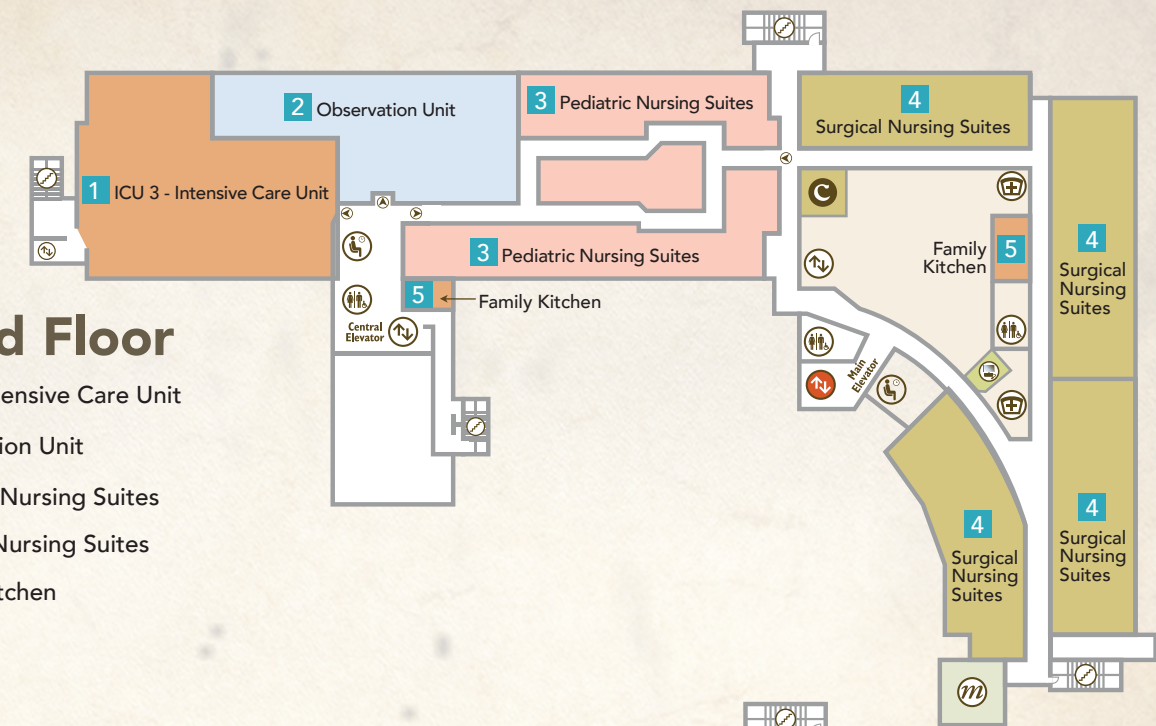 2 Observation Unit
3 Pediatric Nursing Suites
4
Surgical Nursing Suites
1 ICU 3 - Intensive Care Unit
C
3 Pediatric Nursing Suites
5 Family Kitchen
Central
Elevator
Family
Kitchen
5
4
Surgical
Nursing
Suites
Main
Elevator
4
Surgical
Nursing
Suites
4
Surgical
Nursing
Suites
m
d Floor
ensive Care Unit
ion Unit
Nursing Suites
Nursing Suites
tchen